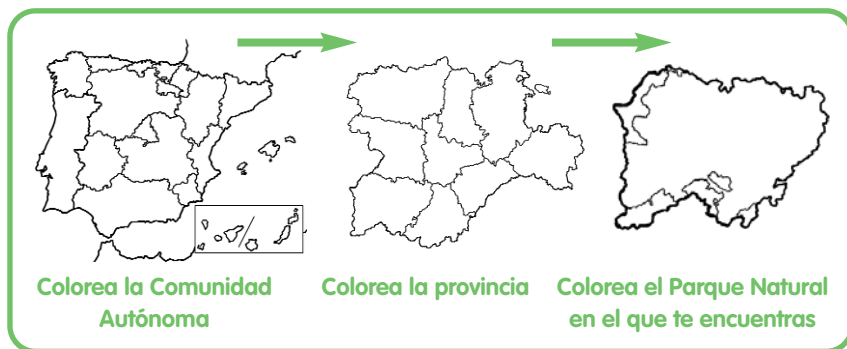 Colorea la Comunidad
Autónoma
Colorea la provincia
Colorea el Parque Natural
en el que te encuentras